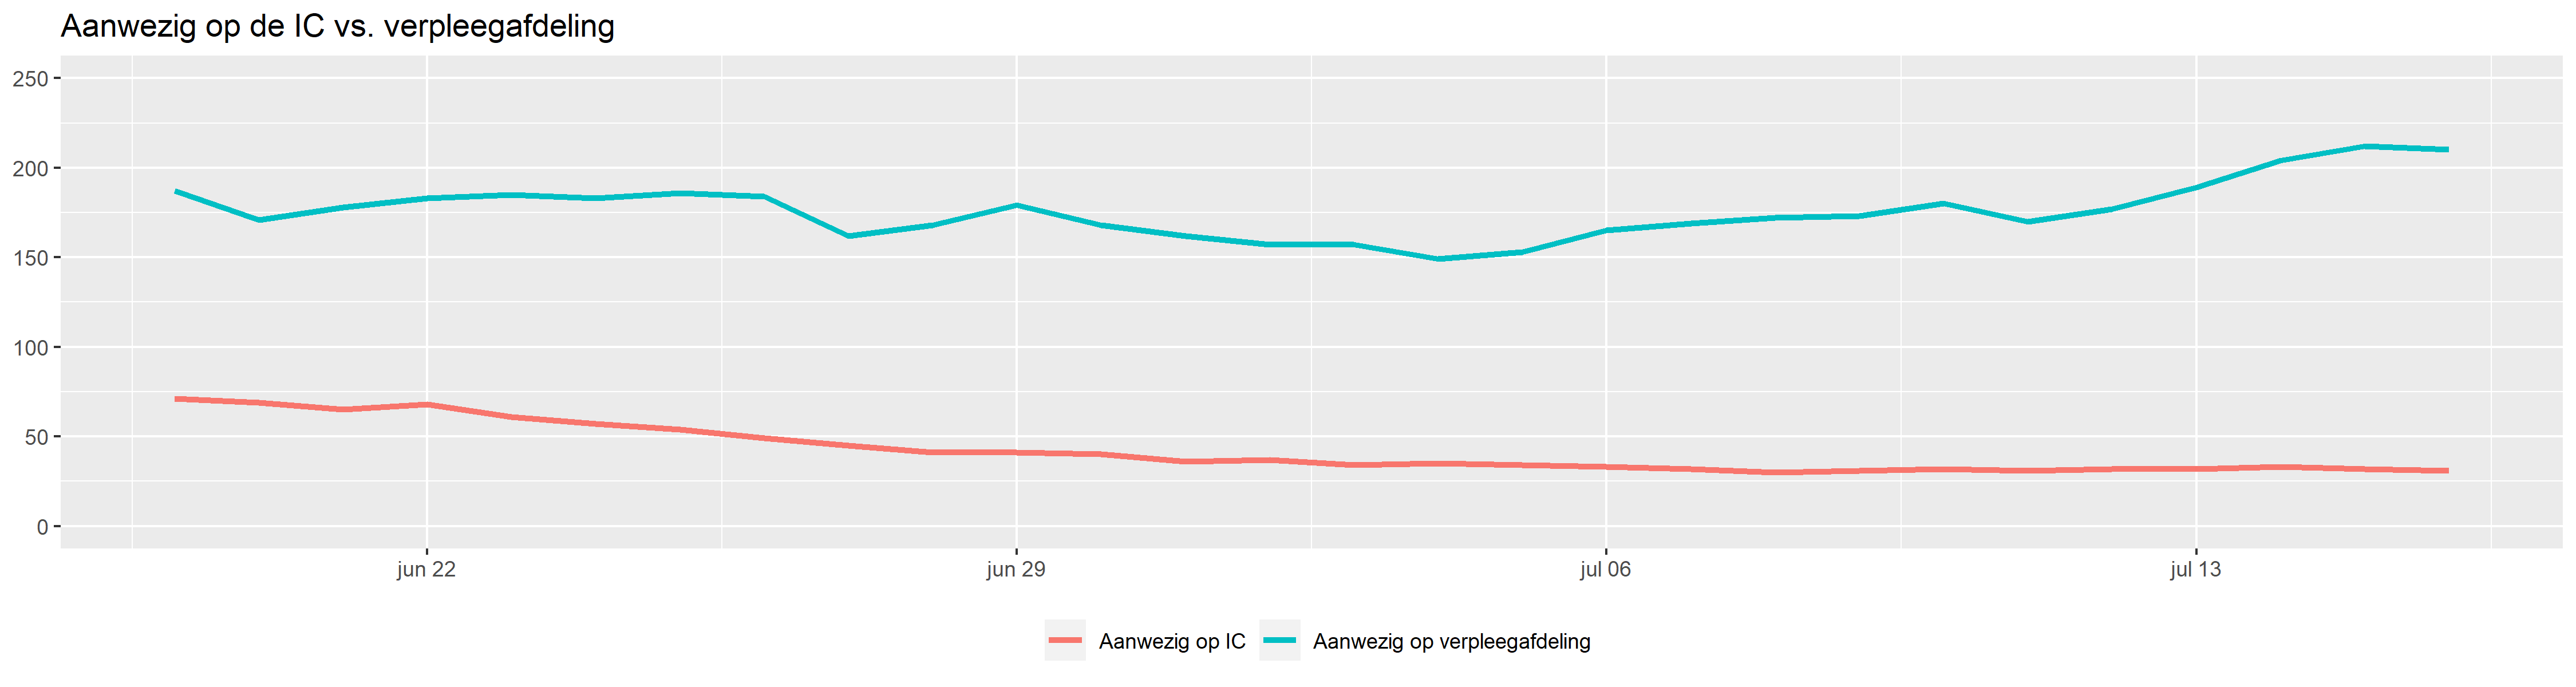 Aanwezig op de IC vs. verpleegafdeling
250
200
150
100
50
0
jun 22 jun 29 jul 06 jul 13
Aanwezig op IC Aanwezig op verpleegafdeling